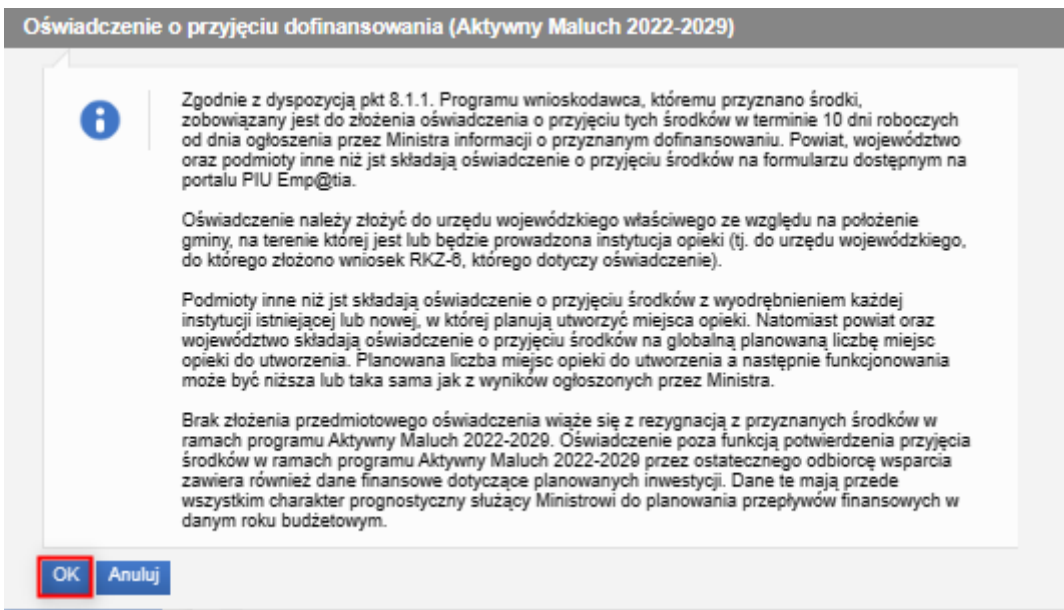 Oświadczenie o przyjęciu dofinansowania (Aktywny Maluch 2022-2029)
Zgodnie z dyspozycją pkt 8.1.1. Programu wnioskodawca, któremu przyznano środki,
zobowiązany jest do złożenia oświadczenia o przyjęciu tych środków w terminie 10 dni roboczych
od dnia ogłoszenia przez Ministra informacji o przyznanym dofinansowaniu. Powiat, województwo
oraz podmioty inne niż jst składają oświadczenie o przyjęciu środków na formularzu dostępnym na
portalu PIU Emp@tia.
Oświadczenie należy złożyć do urzędu wojewódzkiego właściwego ze względu na położenie
gminy, na terenie której jest lub będzie prowadzona instytucja opieki (tj. do urzędu wojewódzkiego,
do którego złożono wniosek RKZ-6, którego dotyczy oświadczenie).
Podmioty inne niż jst składają oświadczenie o przyjęciu środków z wyodrębnieniem każdej
instytucji istniejącej lub nowej, w której planują utworzyć miejsca opieki. Natomiast powiat oraz
województwo składają oświadczenie o przyjęciu środków na globalną planowaną liczbę miejsc
opieki do utworzenia. Planowana liczba miejsc opieki do utworzenia a następnie funkcjonowania
może być niższa lub taka sama jak z wyników ogłoszonych przez Ministra.
Brak złożenia przedmiotowego oświadczenia wiąże się z rezygnacją z przyznanych środków w
ramach programu Aktywny Maluch 2022-2029. Oświadczenie poza funkcją potwierdzenia przyjęcia
środków w ramach programu Aktywny Maluch 2022-2029 przez ostatecznego odbiorcę wsparcia
zawiera również dane finansowe dotyczące planowanych inwestycji. Dane te mają przede
wszystkim charakter prognostyczny służący Ministrowi do planowania przepływów finansowych w
danym roku budżetowym.
OK Anuluj